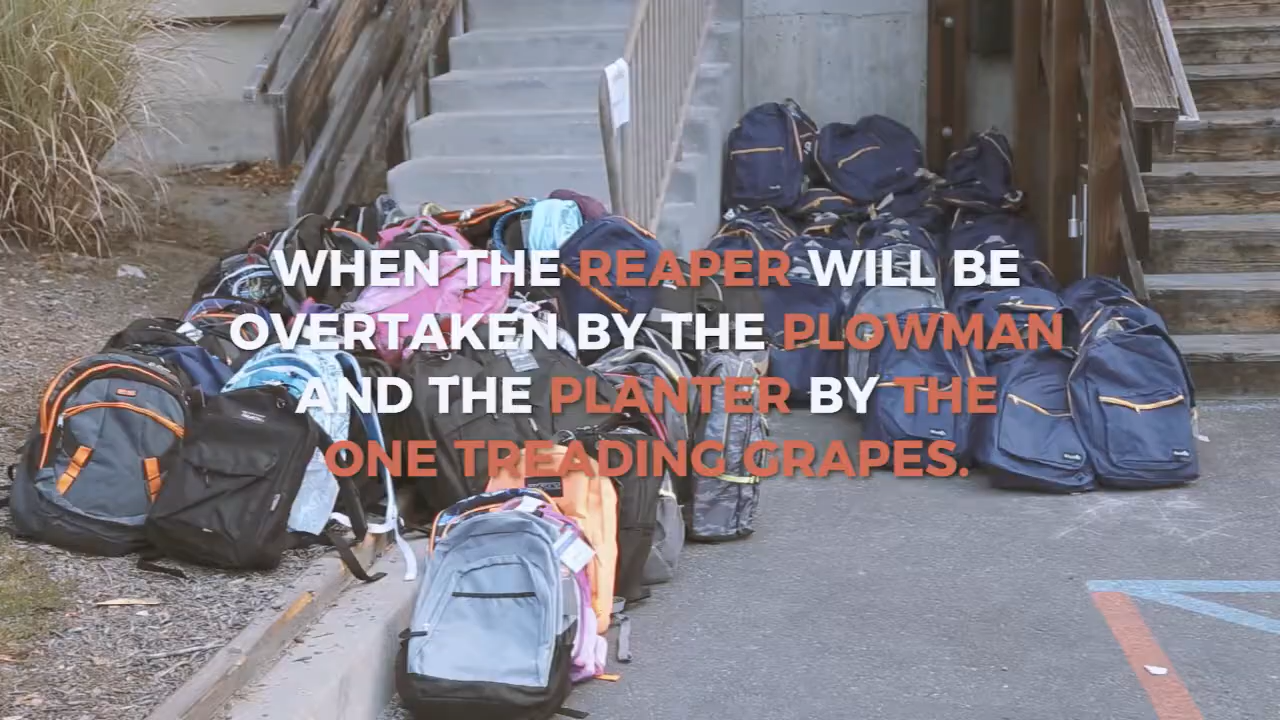 WHEN THE REAPER WILL BE
OVERTAKEN BY THE PLOWMAN
AND THE PLANTER BY THE
ONE TREADING GRAPES.